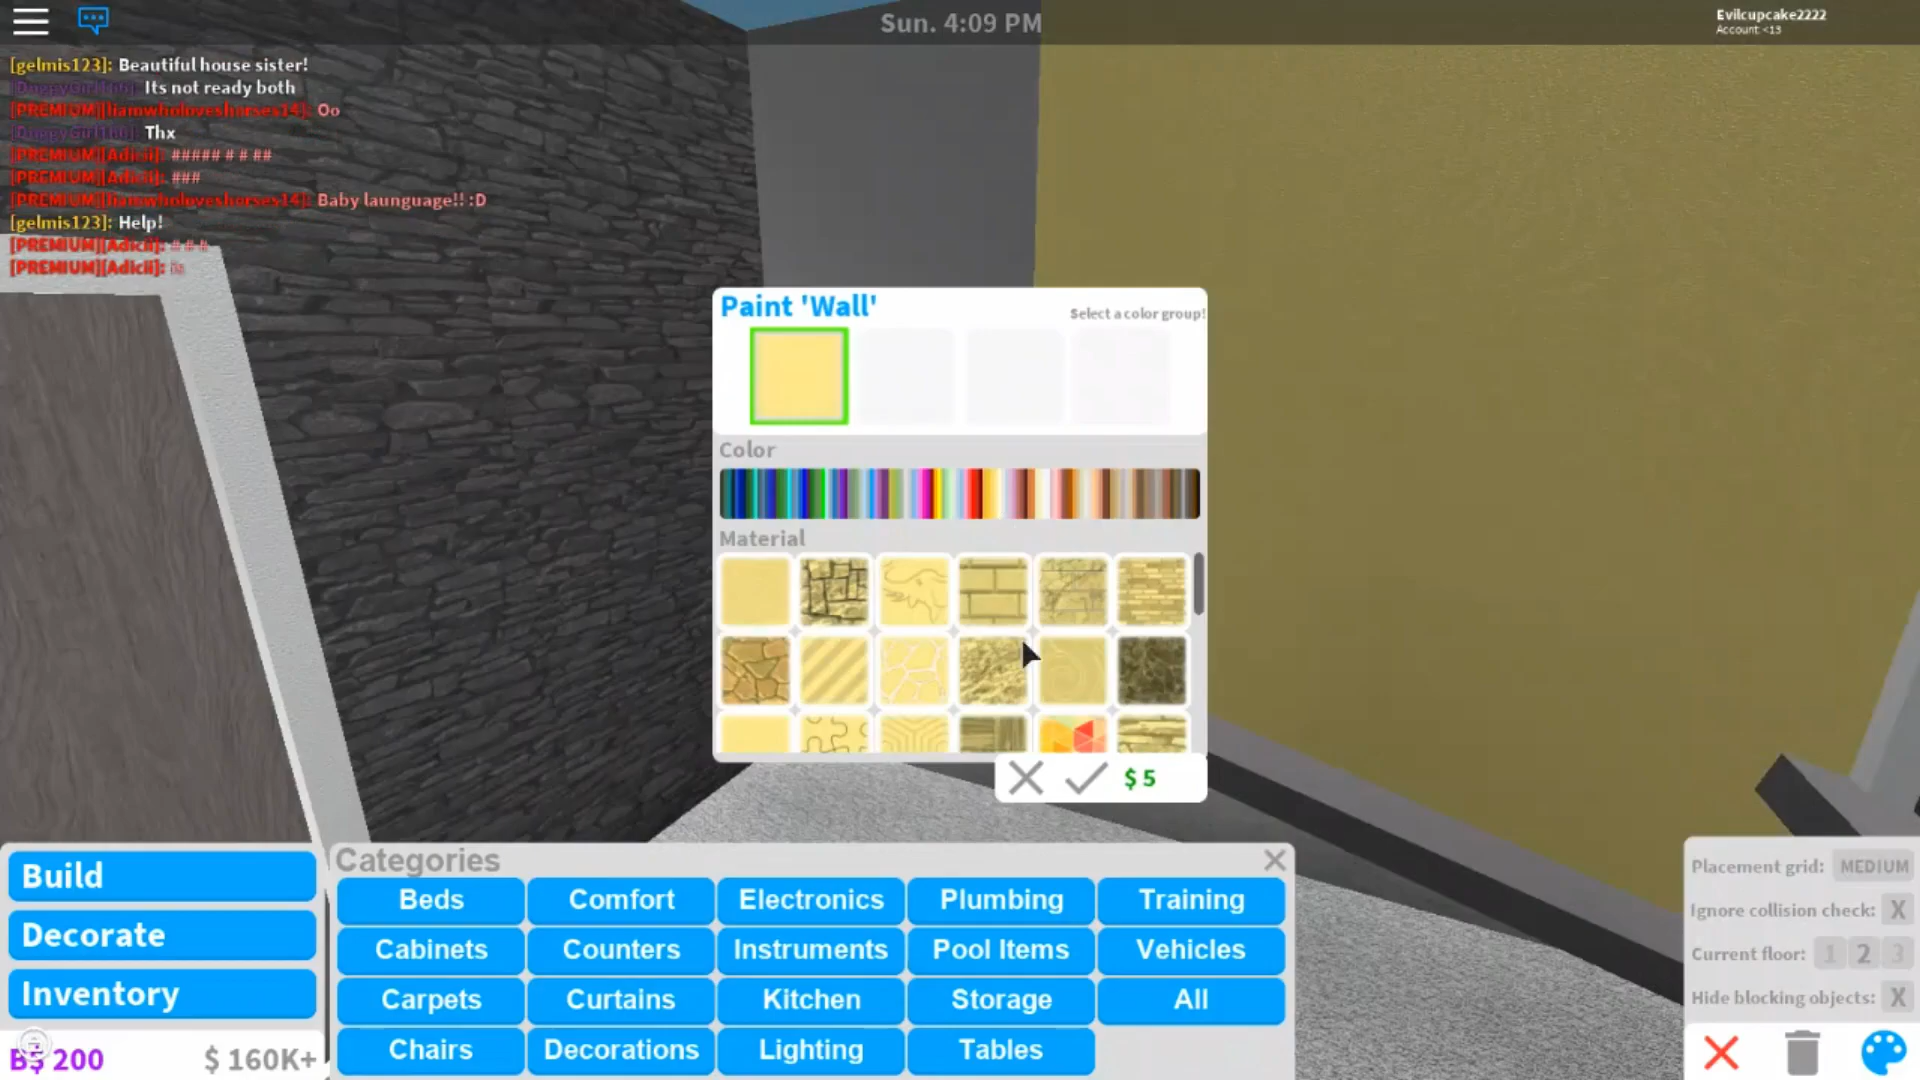 Sun. 4:09 PM
Evilcupcake2222
Account: <13
[gelmis123]: Beautiful house sister!
Its not ready both
[PREMIUM][liamwholoveshorses14]: Oo
Thx
[PREMIUM][Adicii]: ##### # # ##
[PREMIUM][Adicii]: ###
[PREMIUM][liamwholoveshorses14]: Baby launguage!! :D
[gelmis123]: Help!
[PREMIUM][Adicii]: # # #
[PREMIUM][Adicii]:
Paint 'Wall'
Select a color group!
Color
Material
$ 5
Build
Decorate
Inventory
B$ 200
$ 160K+
Categories
Beds
Comfort
Electronics
Plumbing
Training
Cabinets
Counters
Instruments
Pool Items
Vehicles
Carpets
Curtains
Kitchen
Storage
All
Chairs
Decorations
Lighting
Tables
Placement grid: MEDIUM
Ignore collision check: X
Current floor: 1 2 3
Hide blocking objects: X